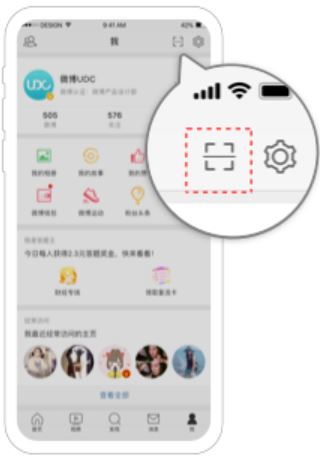 DESIGN
9:41 AM
42%
我
UDC
微博UDC
微博认证：微博产品设计部
505
微博
576
关注
我的相册
我的故事
我的赞
微博钱包
微博运动
粉丝头条
今日每人获得2.3元答题奖金，快来看看！
领取复活卡
经常访问
我最近经常访问的主页
查看全部
首页
视频
发现
消息
我